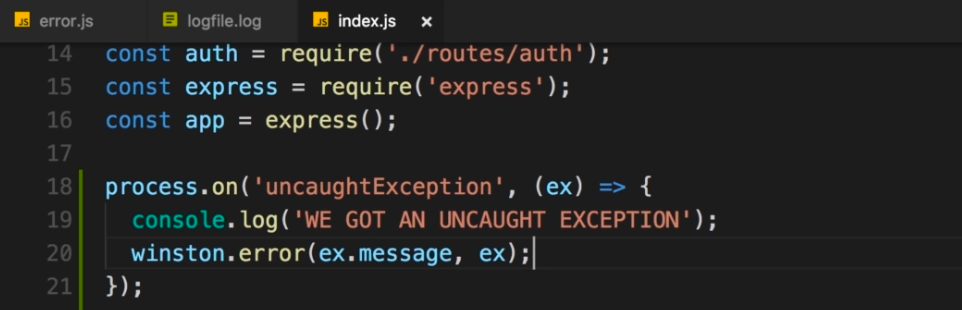 JS error.js logfile.log JS index.js ×
14 const auth = require('./routes/auth');
15 const express = require('express');
16 const app = express();
17
18 process.on('uncaughtException', (ex) => {
19 console.log('WE GOT AN UNCAUGHT EXCEPTION');
20 winston.error(ex.message, ex);
21 });